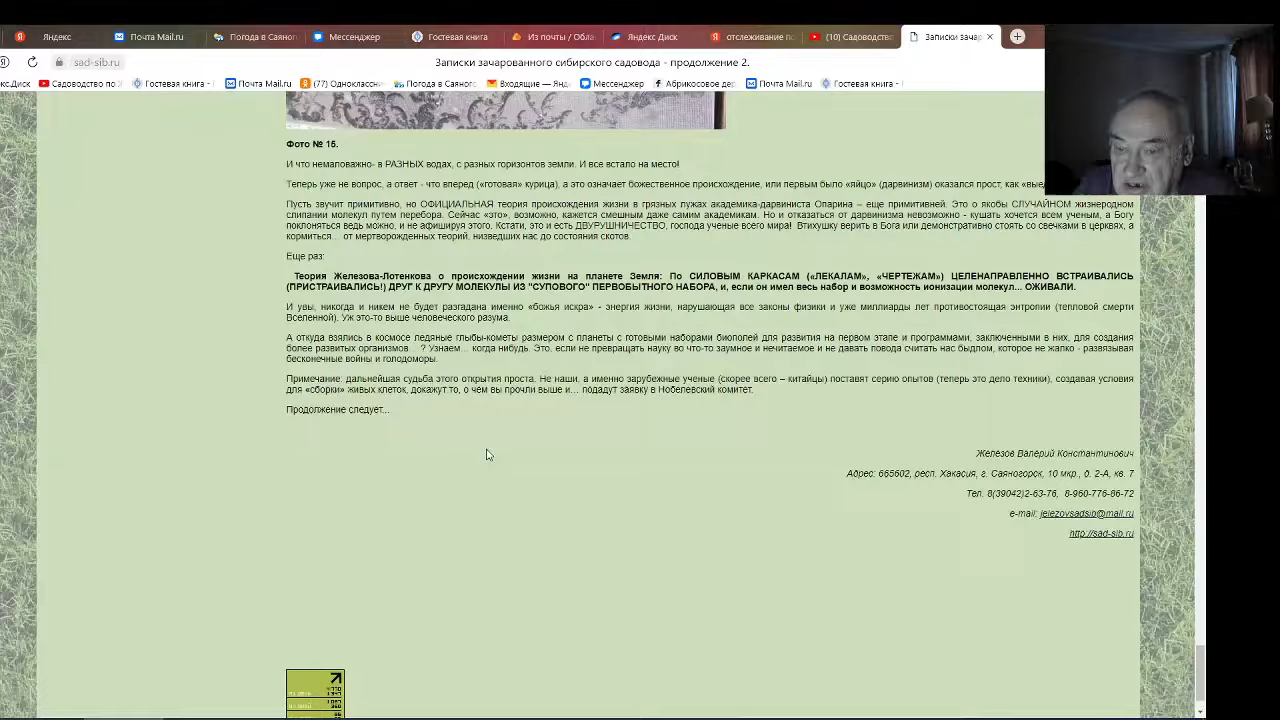 Яндекс
Почта Mail.ru
Погода в Саяног
Мессенджер
Гостевая книга
Из почты / Обла
Яндекс Диск
отслеживание по
(10) Садоводство
Записки зачар
sad-sib.ru
Записки зачарованного сибирского садовода - продолжение 2.
с.Диск
Садоводство по
Гостевая книга -
Почта Mail.ru
(77) Одноклассни
Погода в Саяног
Входящие — Янд
Мессенджер
Абрикосовое дер
Почта Mail.ru
Гостевая книга -
Фото № 15.
И что немаловажно- в РАЗНЫХ водах, с разных горизонтов земли. И все встало на место!
Теперь уже не вопрос, а ответ - что вперед («готовая» курица), а это означает божественное происхождение, или первым было «яйцо» (дарвинизм) оказался прост, как «выед
Пусть звучит примитивно, но ОФИЦИАЛЬНАЯ теория происхождения жизни в грязных лужах академика-дарвиниста Опарина – еще примитивней. Это о якобы СЛУЧАЙНОМ жизнеродном
слипании молекул путем перебора. Сейчас «это», возможно, кажется смешным даже самим академикам. Но и отказаться от дарвинизма невозможно - кушать хочется всем ученым, а Богу
поклоняться ведь можно, и не афишируя этого. Кстати, это и есть ДВУРУШНИЧЕСТВО, господа ученые всего мира! Втихушку верить в Бога или демонстративно стоять со свечками в церквях, а
кормиться… от мертворожденных теорий, низведших нас до состояния скотов.
Еще раз:
Теория Железова-Лотенкова о происхождении жизни на планете Земля: По СИЛОВЫМ КАРКАСАМ («ЛЕКАЛАМ», «ЧЕРТЕЖАМ») ЦЕЛЕНАПРАВЛЕННО ВСТРАИВАЛИСЬ
(ПРИСТРАИВАЛИСЬ!) ДРУГ К ДРУГУ МОЛЕКУЛЫ ИЗ "СУПОВОГО" ПЕРВОБЫТНОГО НАБОРА, и, если он имел весь набор и возможность ионизации молекул... ОЖИВАЛИ.
И увы, никогда и никем не будет разгадана именно «божья искра» - энергия жизни, нарушающая все законы физики и уже миллиарды лет противостоящая энтропии (тепловой смерти
Вселенной). Уж это-то выше человеческого разума.
А откуда взялись в космосе ледяные глыбы-кометы размером с планеты с готовыми наборами биополей для развития на первом этапе и программами, заключенными в них, для создания
более развитых организмов… ? Узнаем… когда нибудь. Это, если не превращать науку во что-то заумное и нечитаемое и не давать повода считать нас быдлом, которое не жалко - развязывая
бесконечные войны и голодоморы.
Примечание: дальнейшая судьба этого открытия проста. Не наши, а именно зарубежные ученые (скорее всего – китайцы) поставят серию опытов (теперь это дело техники), создавая условия
для «сборки» живых клеток, докажут то, о чём вы прочли выше и… подадут заявку в Нобелевский комитет.
Продолжение следует...
Железов Валерий Константинович
Адрес: 665602, респ. Хакасия, г. Саяногорск, 10 мкр., д. 2-А, кв. 7
Тел. 8(39042)2-63-76, 8-960-776-86-72
e-mail: jelezovsadsib@mail.ru
http://sad-sib.ru